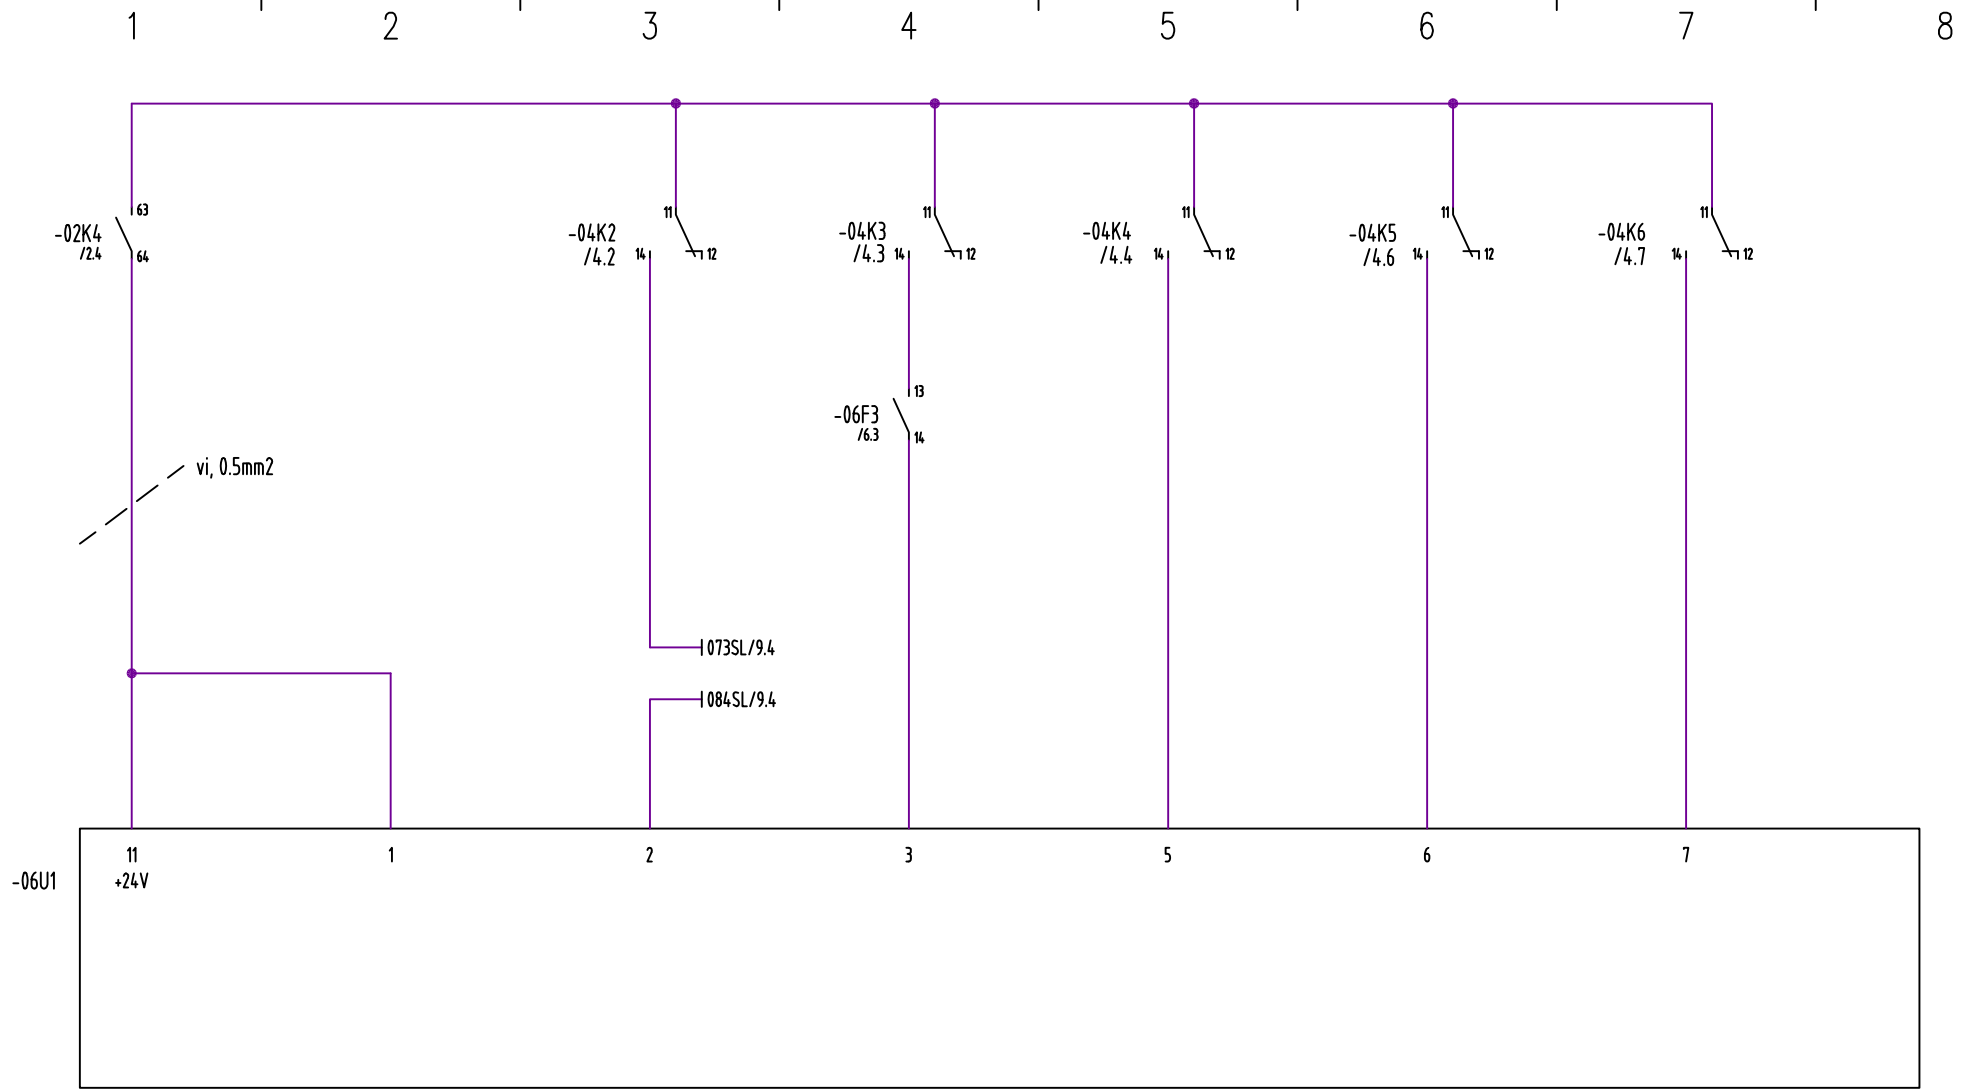 1 2 3 4 5 6 7 8
63
-02K4
/2.4
64
11
-04K2
/4.2
14
12
11
-04K3
/4.3
14
12
11
-04K4
/4.4
14
12
11
-04K5
/4.6
14
12
11
-04K6
/4.7
14
12
13
-06F3
/6.3
14
vi, 0.5mm2
073SL/9.4
084SL/9.4
11 1 2 3 5 6 7
-06U1
+24V